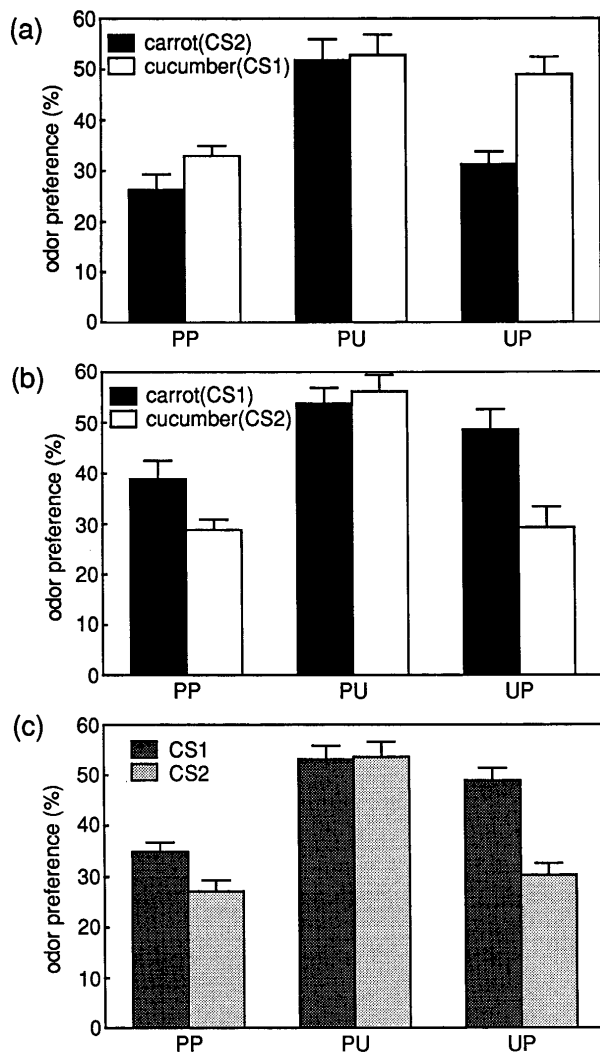 (a)
carrot(CS2)
cucumber(CS1)
odor preference (%)
60
50
40
30
20
10
0
PP PU UP
(b)
carrot(CS1)
cucumber(CS2)
odor preference (%)
60
50
40
30
20
10
0
PP PU UP
(c)
CS1
CS2
odor preference (%)
60
50
40
30
20
10
0
PP PU UP